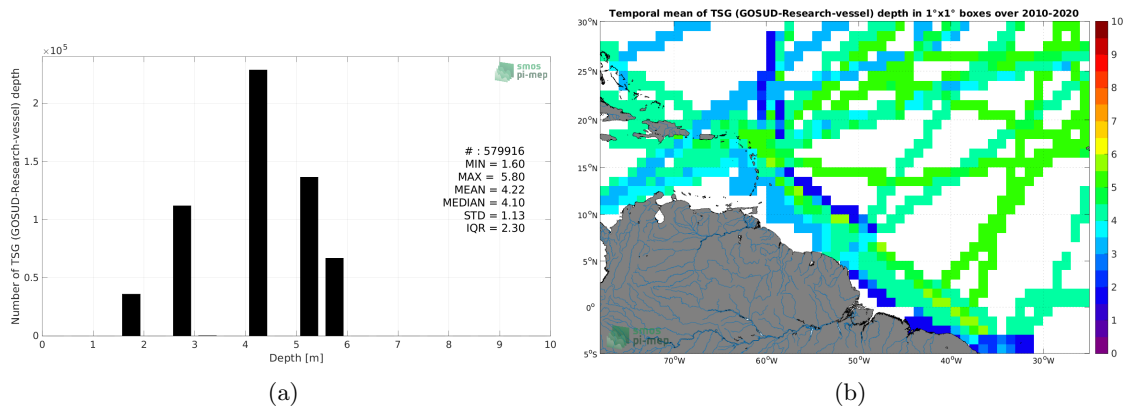 ×10⁵
Number of TSG (GOSUD-Research-vessel) depth
2
1.5
1
0.5
0
smos
pi-mep
# : 579916
MIN = 1.60
MAX = 5.80
MEAN = 4.22
MEDIAN = 4.10
STD = 1.13
IQR = 2.30
0 1 2 3 4 5 6 7 8 9 10
Depth [m]
(a)
Temporal mean of TSG (GOSUD-Research-vessel) depth in 1°x1° boxes over 2010-2020
30°N
25°N
20°N
15°N
10°N
5°N
0°
5°S
70°W 60°W 50°W 40°W 30°W
smos
pi-mep
10
9
8
7
6
5
4
3
2
1
0
(b)